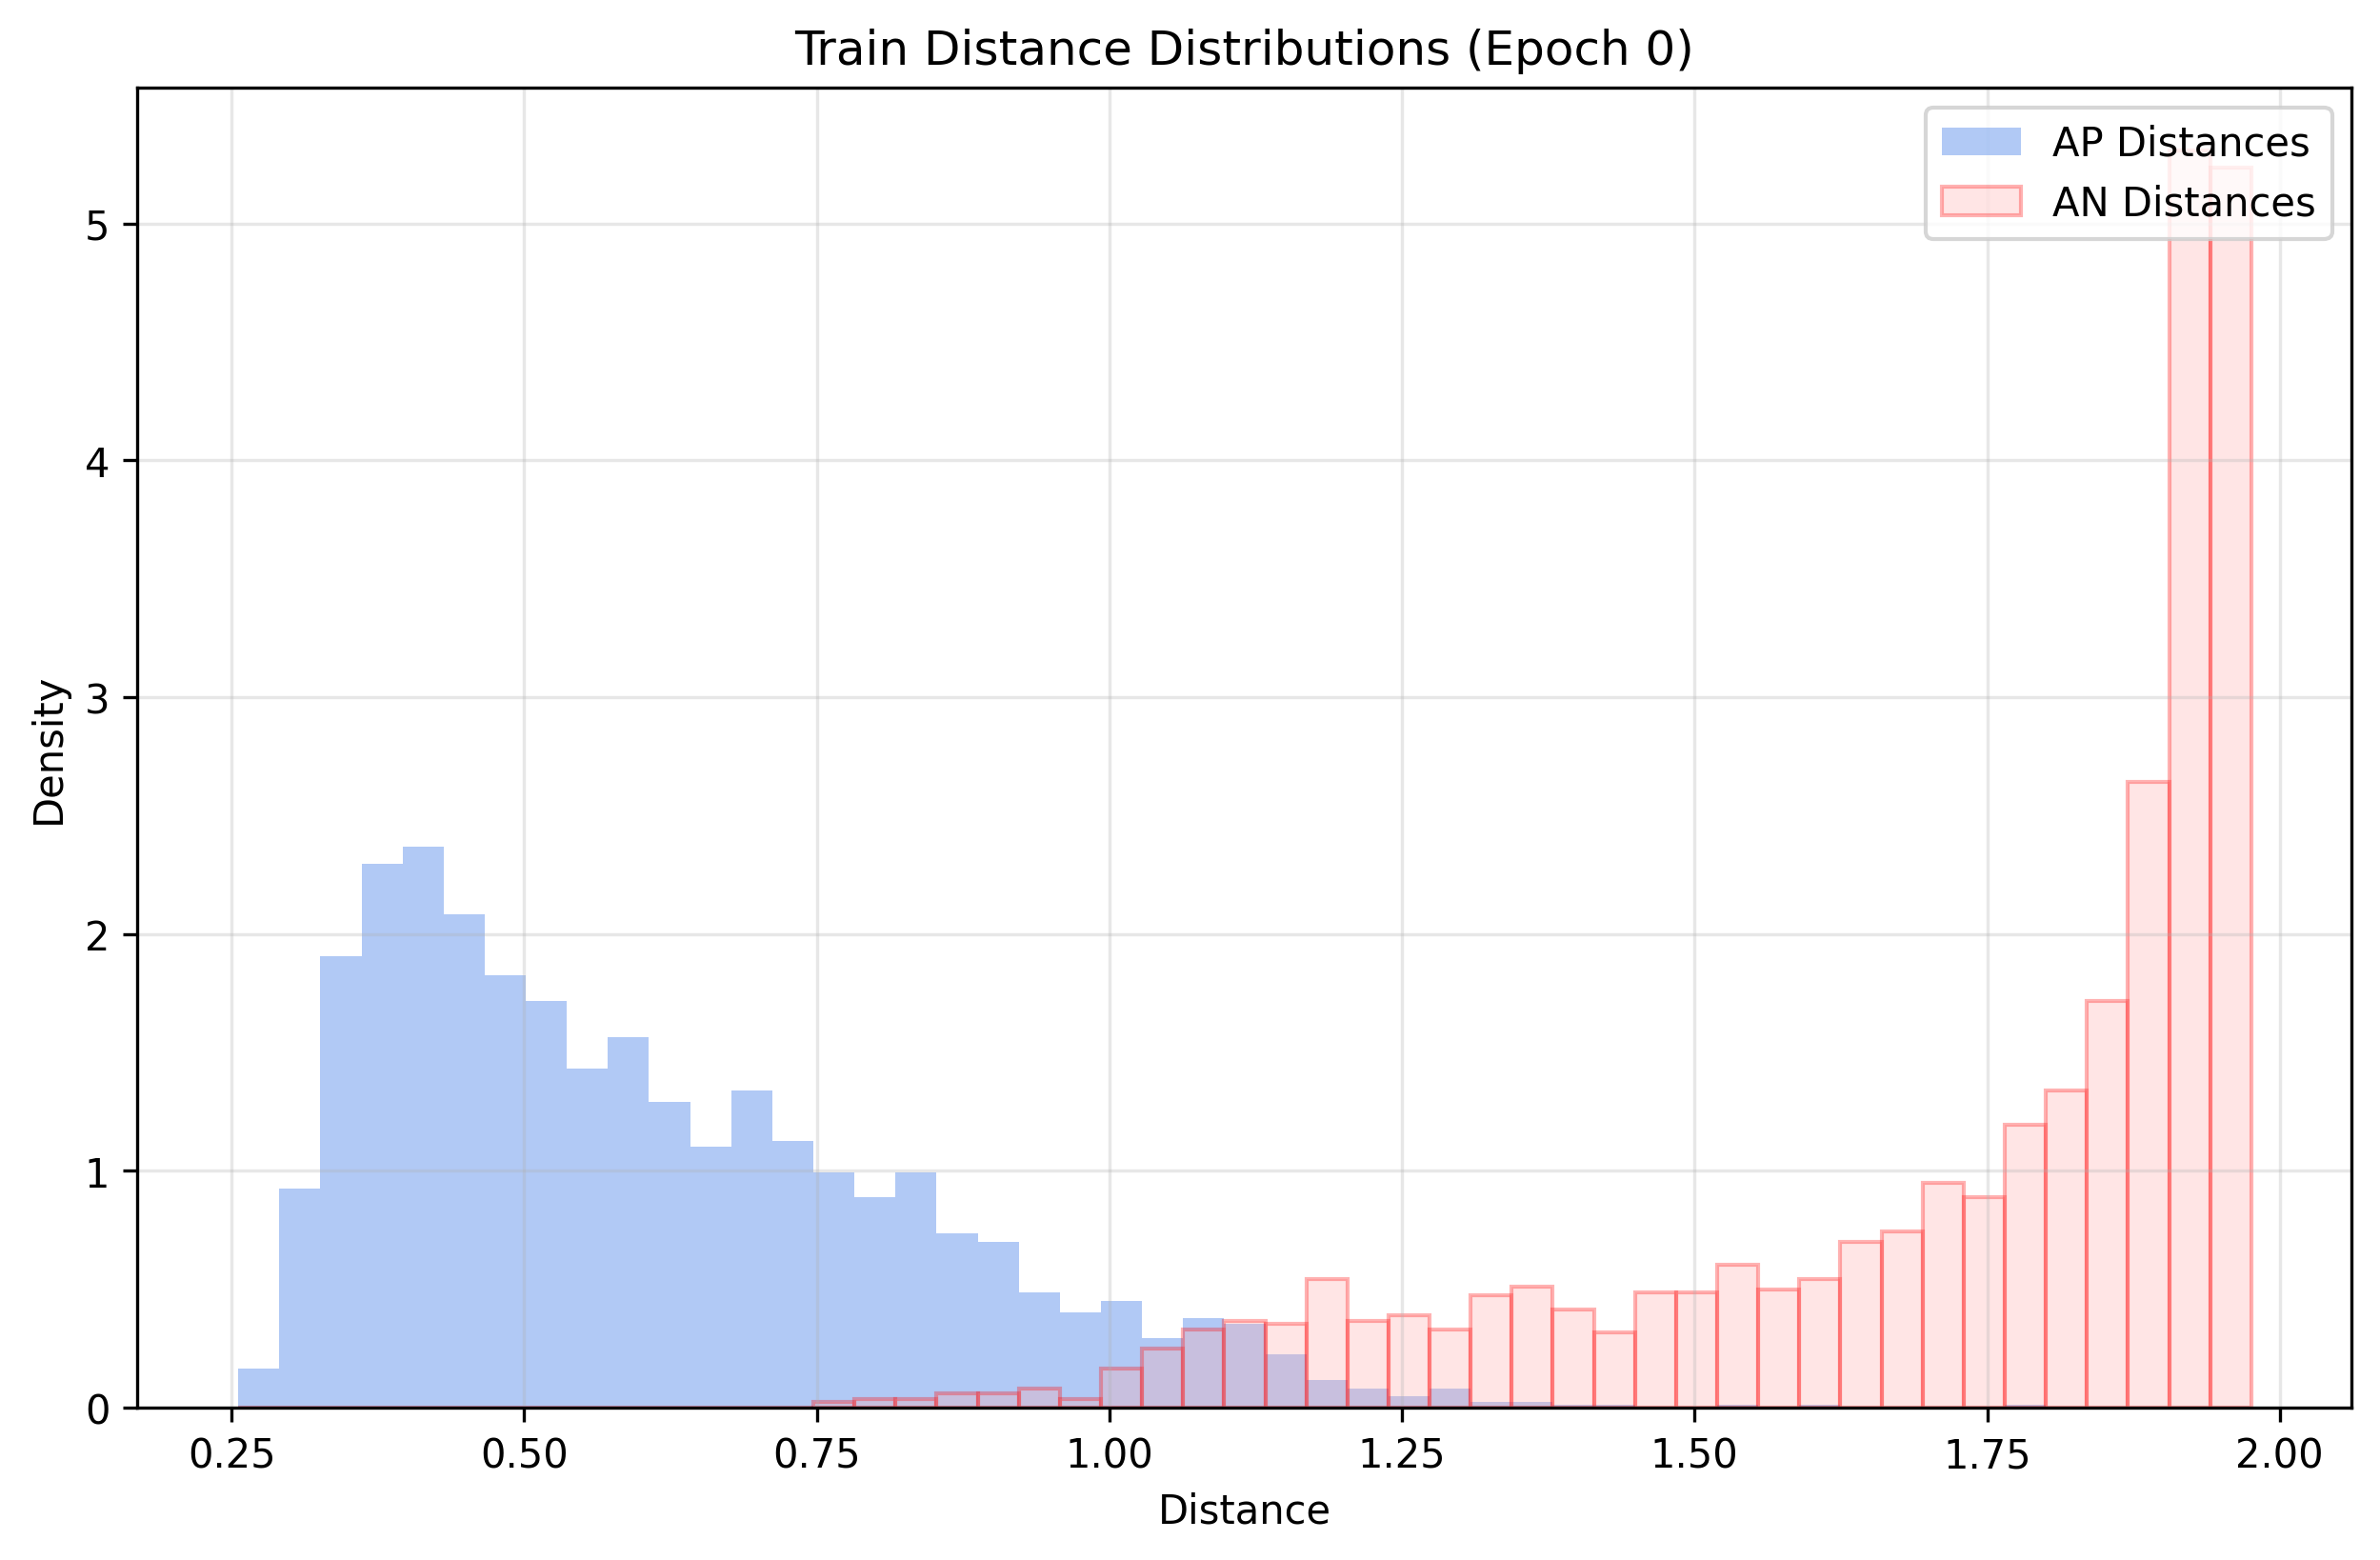 Train Distance Distributions (Epoch 0)
AP Distances
AN Distances
Density
5
4
3
2
1
0
0.25 0.50 0.75 1.00 1.25 1.50 1.75 2.00
Distance